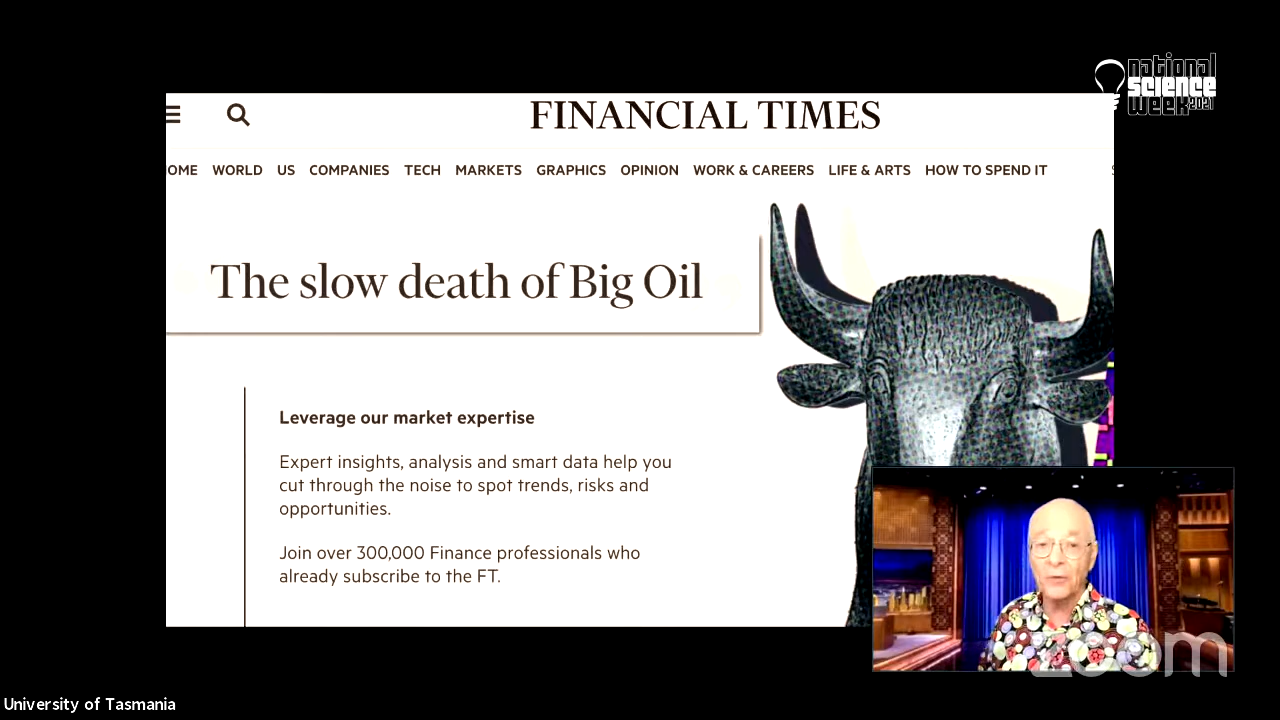 national
science
week 2021
FINANCIAL TIMES
OME WORLD US COMPANIES TECH MARKETS GRAPHICS OPINION WORK & CAREERS LIFE & ARTS HOW TO SPEND IT
The slow death of Big Oil
Leverage our market expertise
Expert insights, analysis and smart data help you
cut through the noise to spot trends, risks and
opportunities.
Join over 300,000 Finance professionals who
already subscribe to the FT.
zoom
University of Tasmania